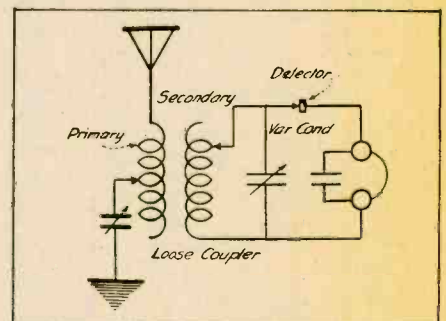 Detector
Secondary
Primary
Var Cond
Loose Coupler